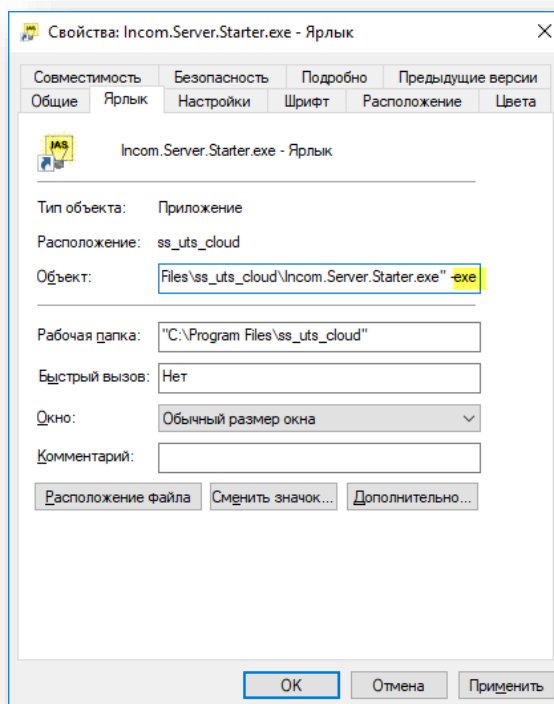 Свойства: Incom.Server.Starter.exe - Ярлык
Совместимость Безопасность Подробно Предыдущие версии
Общие Ярлык Настройки Шрифт Расположение Цвета
IAS
Incom.Server.Starter.exe - Ярлык
Тип объекта: Приложение
Расположение: ss_uts_cloud
Объект: Files\ss_uts_cloud\Incom.Server.Starter.exe" -exe
Рабочая папка: "C:\Program Files\ss_uts_cloud"
Быстрый вызов: Нет
Окно: Обычный размер окна
Комментарий:
Расположение файла Сменить значок... Дополнительно...
OK Отмена Применить